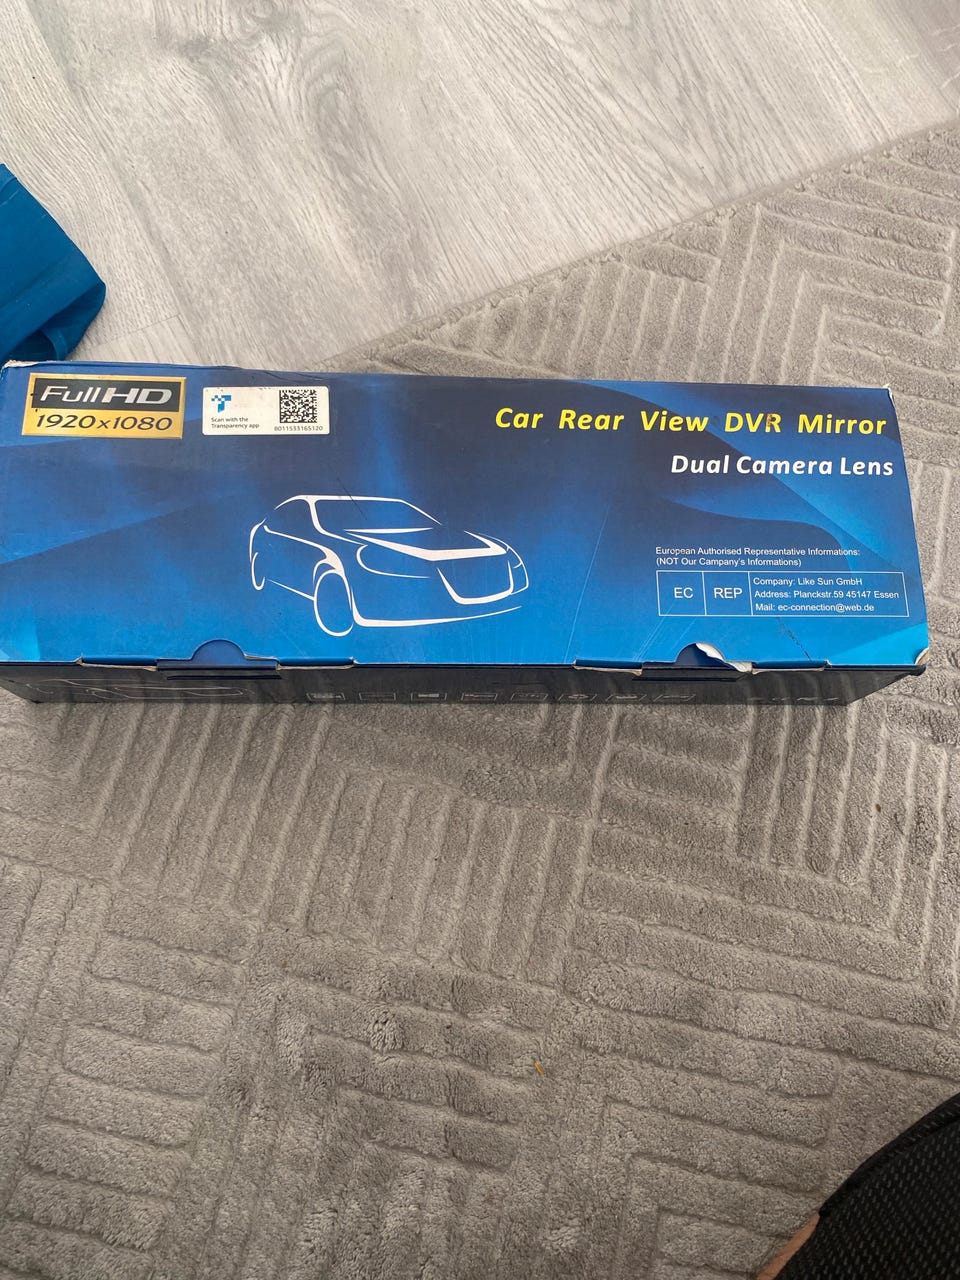 FullHD
1920x1080
Scan with the
Transparency app
8011533165120
Car Rear View DVR Mirror
Dual Camera Lens
European Authorised Representative Informations:
(NOT Our Campany's Informations)
EC REP
Company: Like Sun GmbH
Address: Planckstr.59 45147 Essen
Mail: ec-connection@web.de